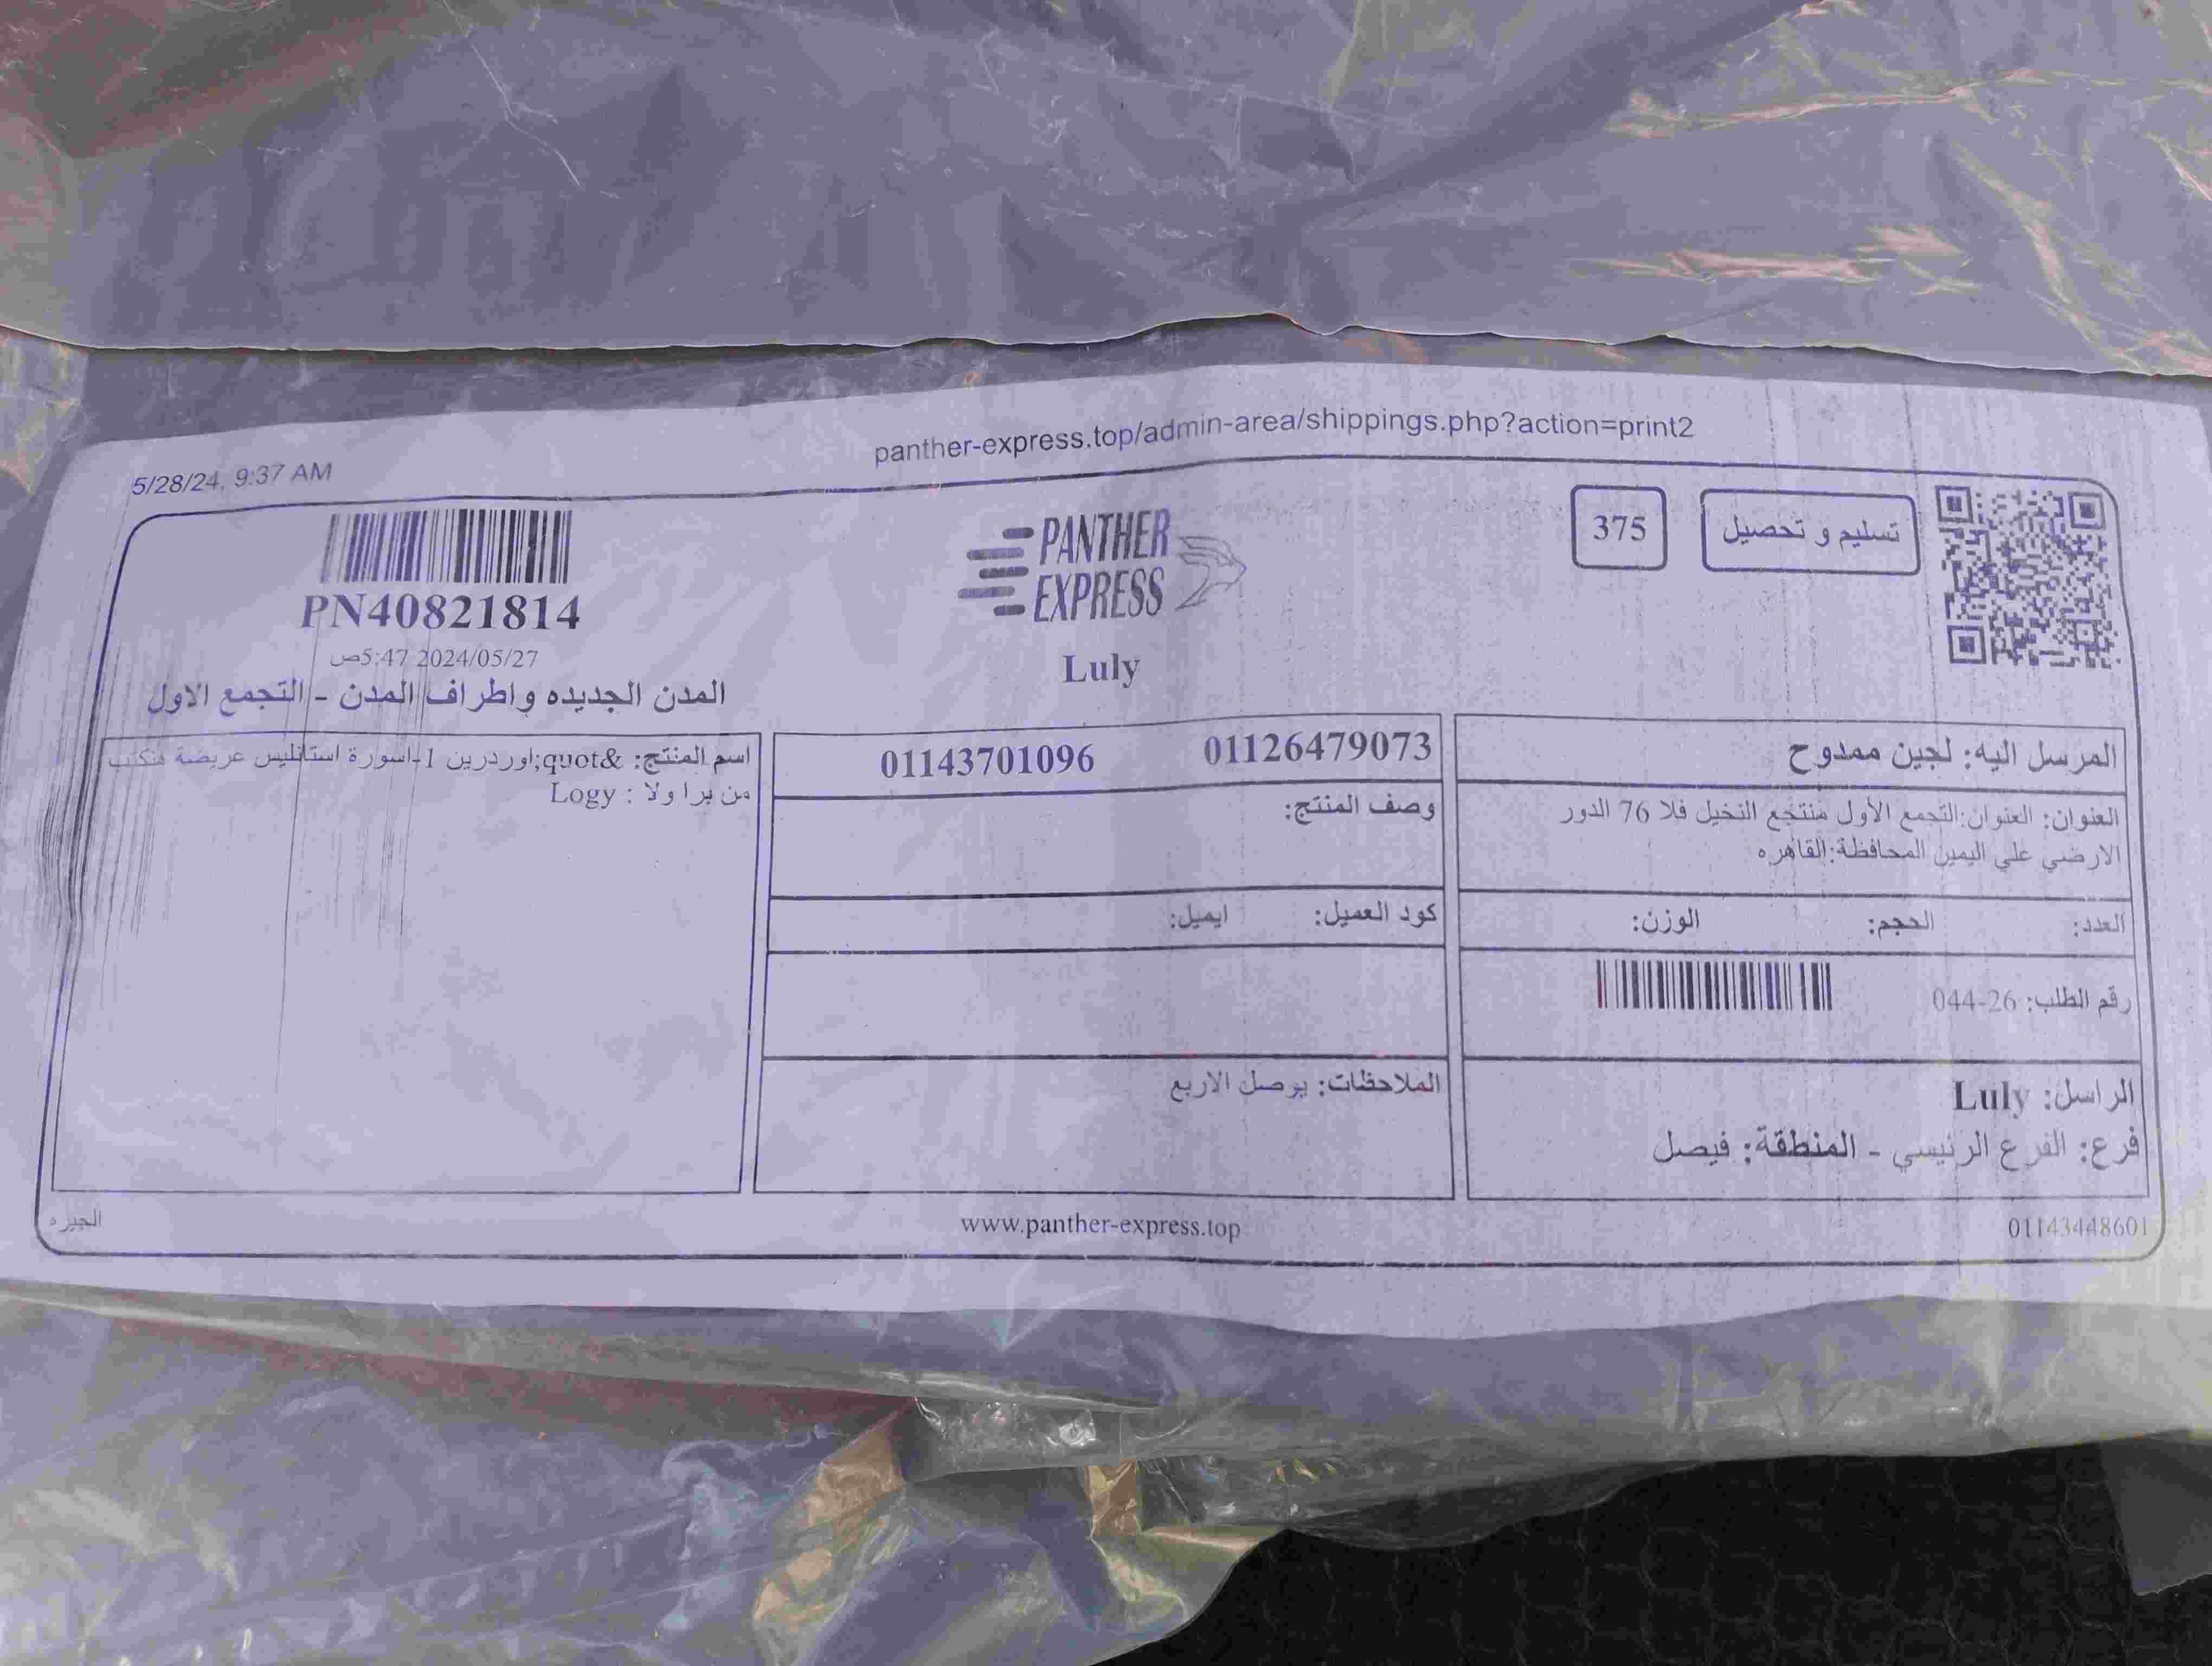 panther-express.top/admin-area/shippings.php?action=print2
5/28/24, 9:37 AM
تسليم و تحصيل
375
PANTHER
EXPRESS
Luly
PN40821814
2024/05/27 5:47ص
المدن الجديده واطراف المدن - التجمع الاول
المرسل اليه: لجين ممدوح
العنوان: العنوان:التجمع الأول منتجع النخيل فلا 76 الدور
الارضي علي اليمين المحافظة:القاهره
العدد: الحجم: الوزن:
رقم الطلب: 26-044
الراسل: Luly
فرع: الفرع الرئيسي - المنطقة: فيصل
01126479073 01143701096
وصف المنتج:
كود العميل: ايميل:
الملاحظات: يوصل الاربع
اسم المنتج: &quot;اوردرين 1-اسورة استانليس عريضة هنكتب
من برا ولا : Logy
01143448601
www.panther-express.top
الجيزه